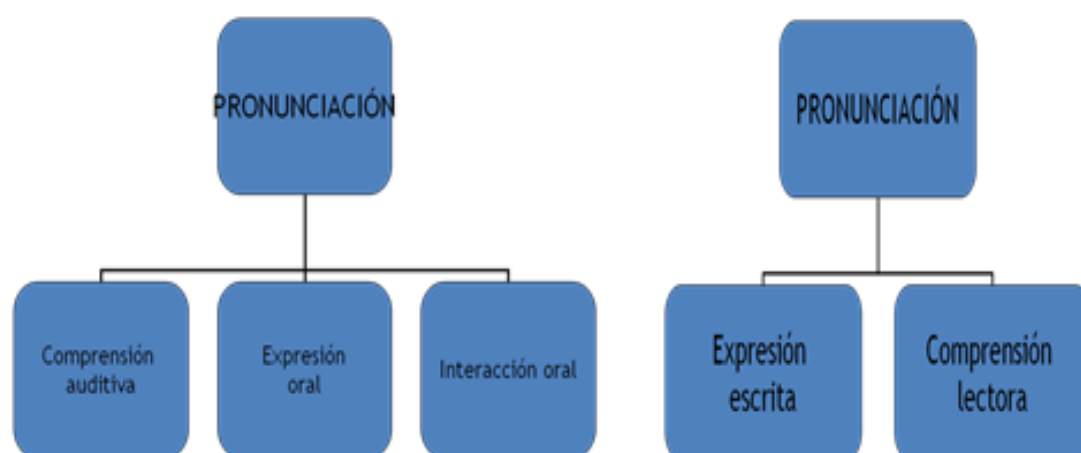 PRONUNCIACIÓN
Comprensión
auditiva
Expresión
oral
Interacción oral
PRONUNCIACIÓN
Expresión
escrita
Comprensión
lectora